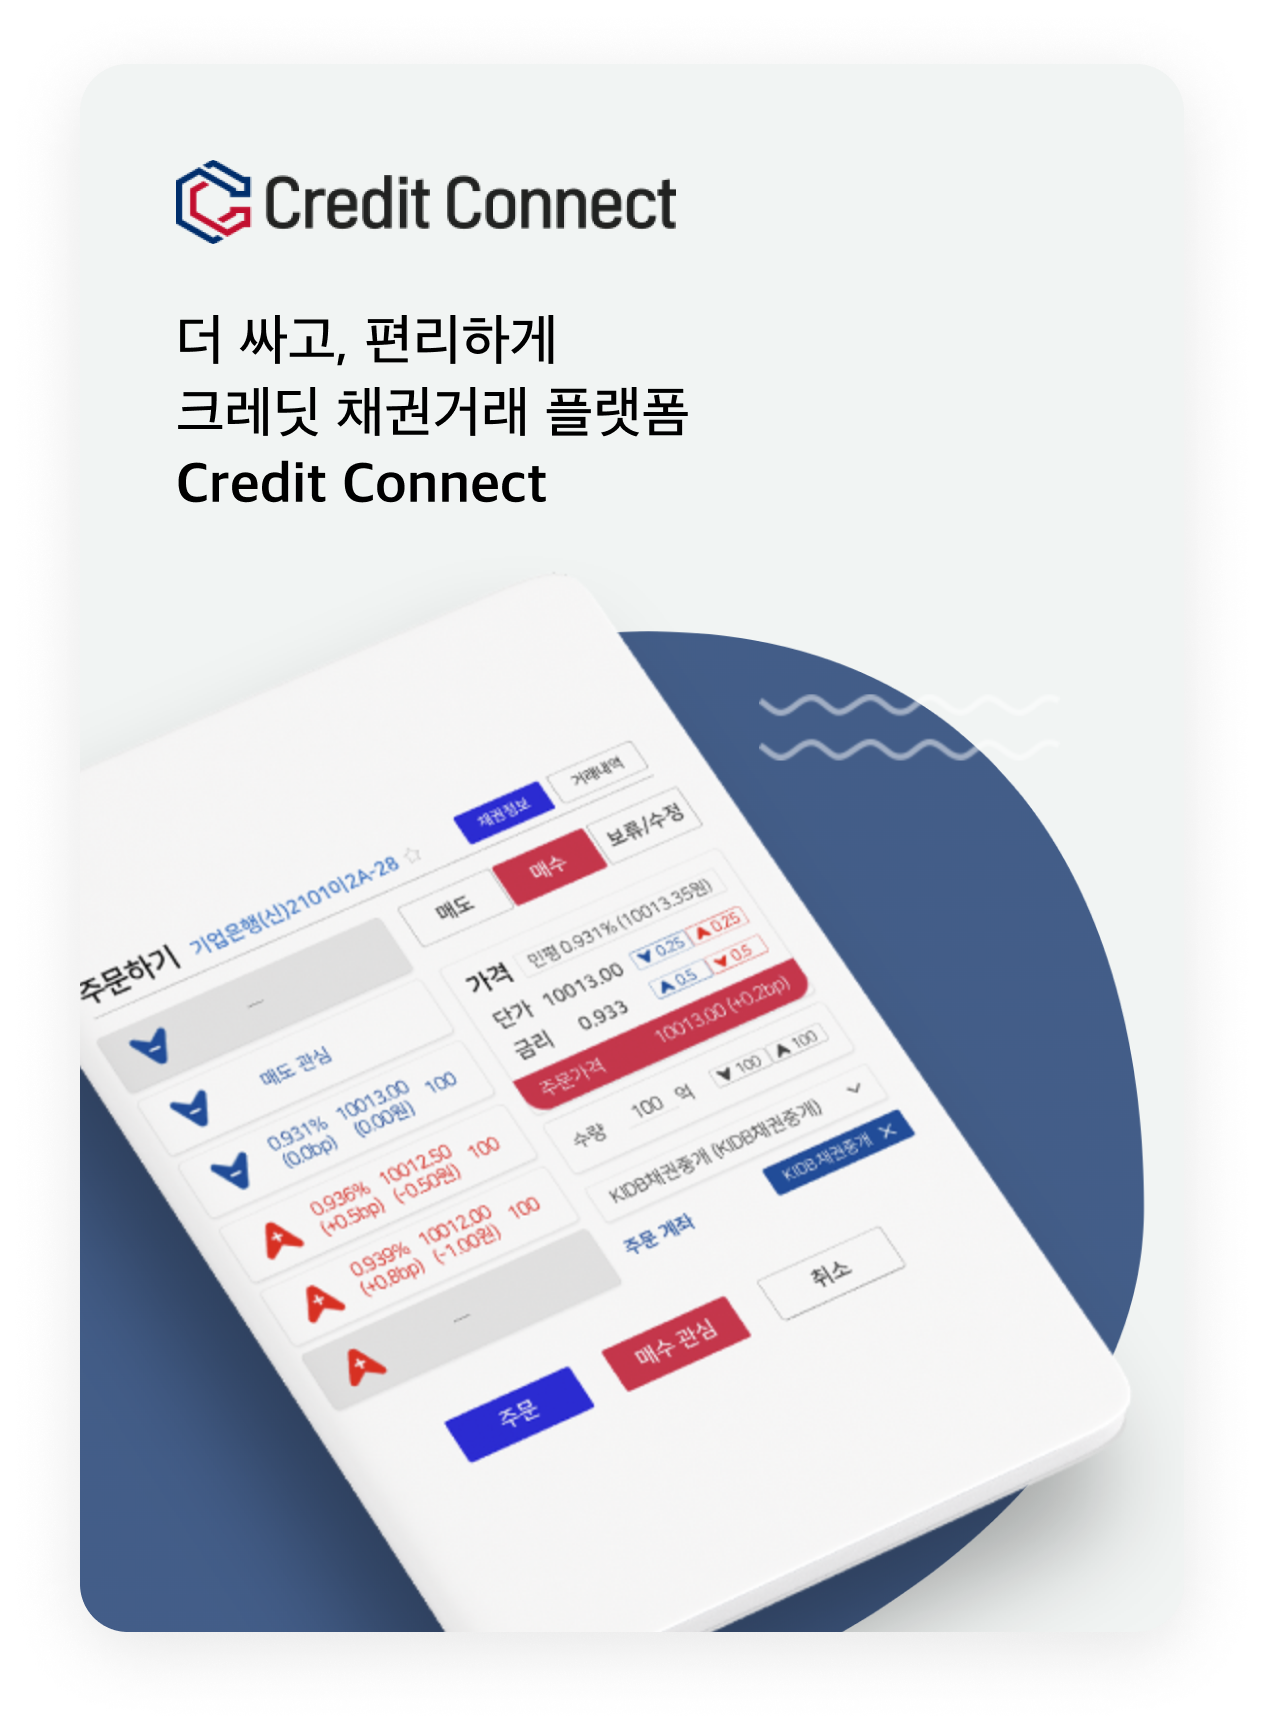 Credit Connect
더 싸고, 편리하게
크레딧 채권거래 플랫폼
Credit Connect
채권정보
거래내역
주문하기
기업은행(신)2101이2A-28
매도
매수
보류/수정
—
매도 관심
0.931% 10013.00 100
(0.0bp) (0.00원)
0.936% 10012.50 100
(+0.5bp) (-0.50원)
0.939% 10012.00 100
(+0.8bp) (-1.00원)
—
가격 민평 0.931% (10013.35원)
단가 10013.00 0.25 0.25
금리 0.933 0.5 0.5
주문가격 10013.00 (+0.2bp)
수량 100 억 100 100
KIDB채권중개 (KIDB채권중개)
KIDB 채권중개 ×
주문 계좌
주문
매수 관심
취소